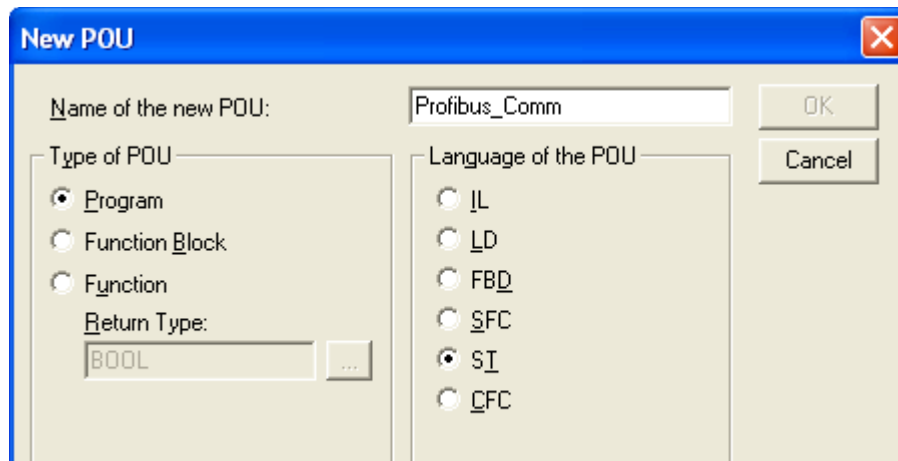 New POU
Name of the new POU: Profibus_Comm OK
Type of POU Language of the POU Cancel
Program IL
Function Block LD
Function FBD
Return Type: SFC
BOOL ... ST
CFC